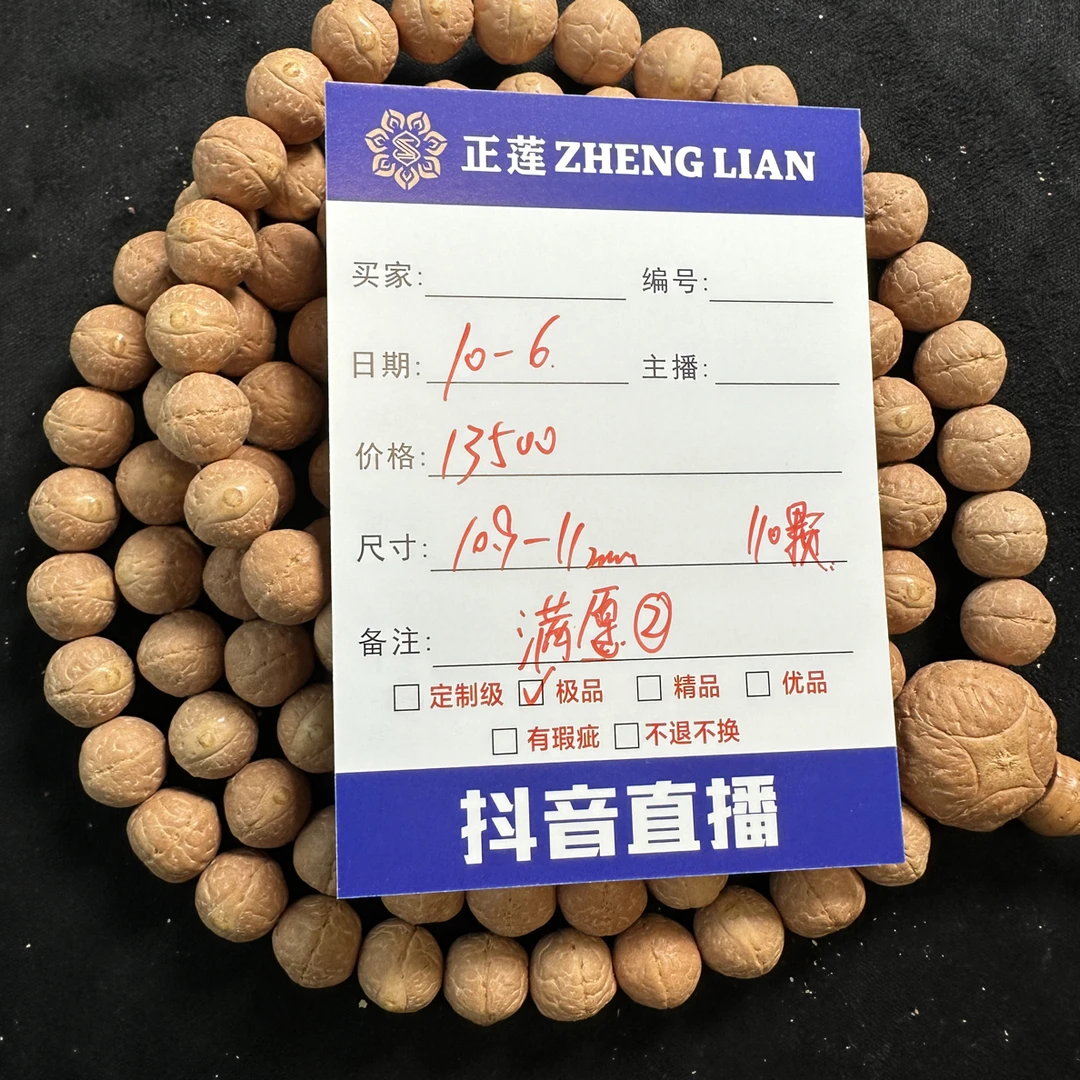 正莲 ZHENG LIAN
买家: 编号:
日期: 10-6. 主播:
价格: 13500
尺寸: 10.9-11mm 110颗
备注: 满愿②
定制级 极品 精品 优品
有瑕疵 不退不换
抖音直播